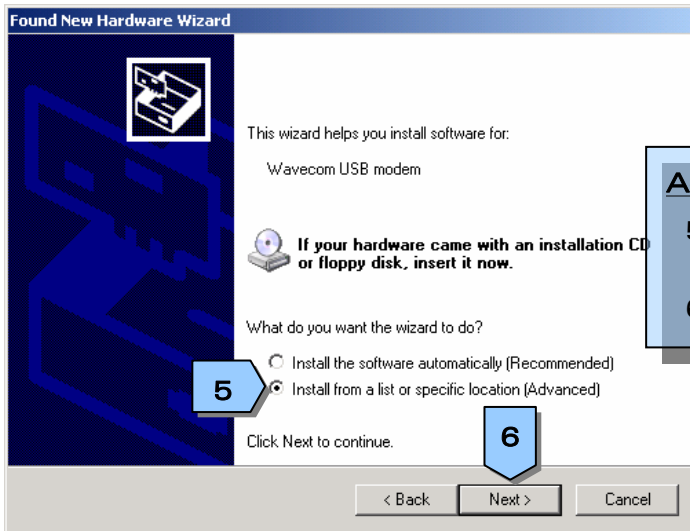 Found New Hardware Wizard
This wizard helps you install software for:
Wavecom USB modem
If your hardware came with an installation CD
or floppy disk, insert it now.
What do you want the wizard to do?
Install the software automatically (Recommended)
5
Install from a list or specific location (Advanced)
Click Next to continue.
6
< Back
Next >
Cancel